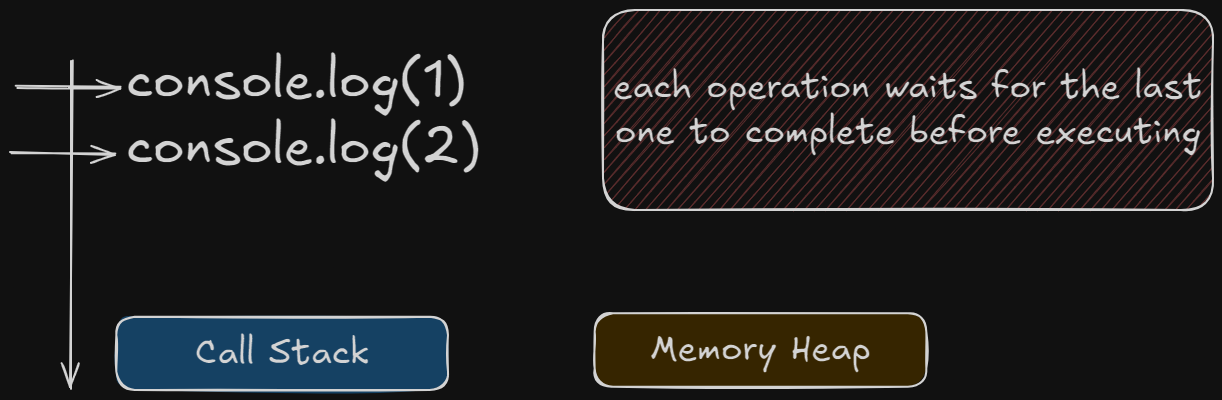 console.log(1)
console.log(2)
each operation waits for the last
one to complete before executing
Call Stack
Memory Heap